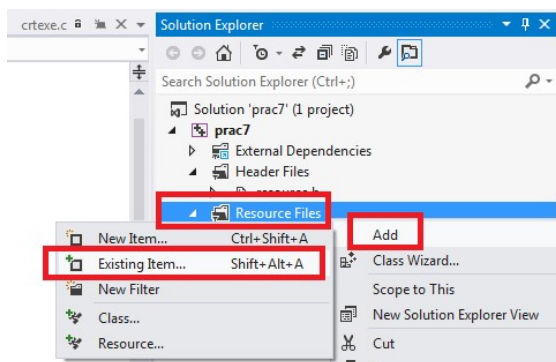 crtexe.c
Solution Explorer
Search Solution Explorer (Ctrl+;)
Solution 'prac7' (1 project)
prac7
External Dependencies
Header Files
Resource Files
Add
New Item... Ctrl+Shift+A
Existing Item... Shift+Alt+A
New Filter
Class...
Resource...
Class Wizard...
Scope to This
New Solution Explorer View
Cut